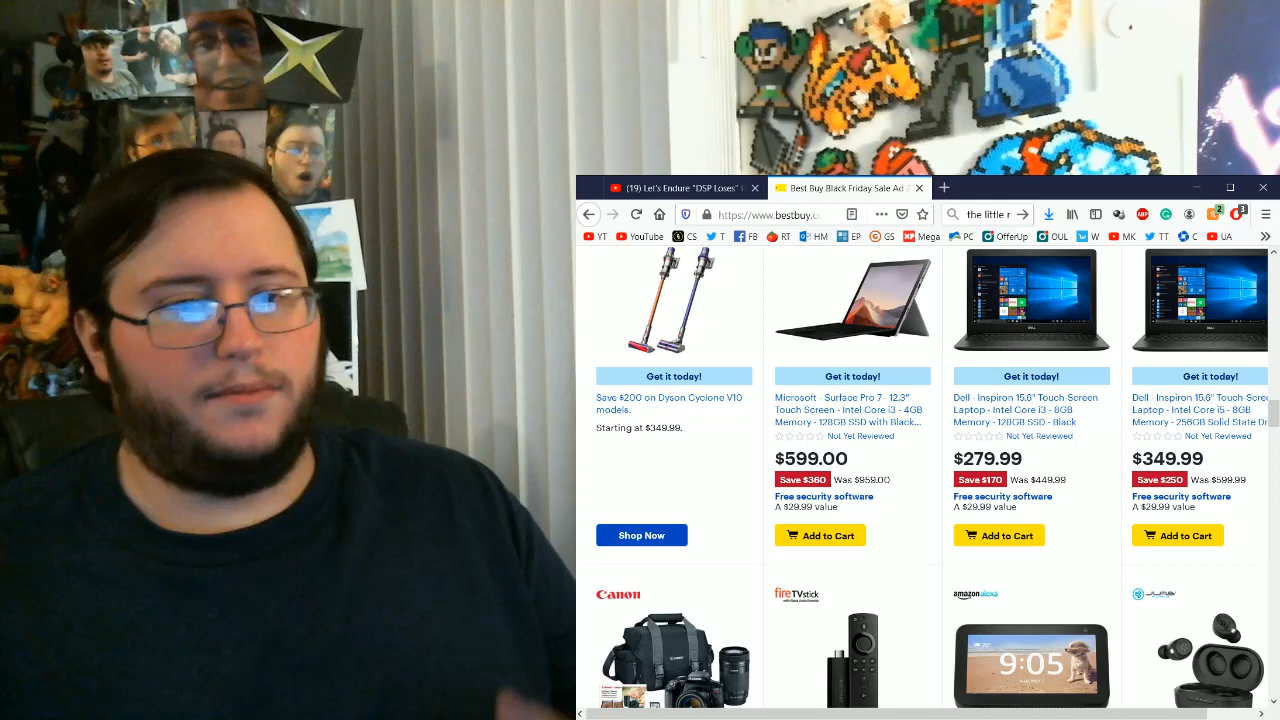 (19) Let's Endure "DSP Loses" H
Best Buy Black Friday Sale Ad 2
https://www.bestbuy.c
the little r
2
3
YT
YouTube
CS
T
FB
RT
HM
EP
GS
Mega
PC
OfferUp
OUL
W
MK
TT
C
UA
Get it today!
Get it today!
Get it today!
Get it today!
Save $200 on Dyson Cyclone V10
models.
Starting at $349.99.
Shop Now
Microsoft - Surface Pro 7 - 12.3"
Touch Screen - Intel Core i3 - 4GB
Memory - 128GB SSD with Black...
Not Yet Reviewed
$599.00
Save $360 Was $959.00
Free security software
A $29.99 value
Add to Cart
Dell - Inspiron 15.6" Touch-Screen
Laptop - Intel Core i3 - 8GB
Memory - 128GB SSD - Black
Not Yet Reviewed
$279.99
Save $170 Was $449.99
Free security software
A $29.99 value
Add to Cart
Dell - Inspiron 15.6" Touch-Scree
Laptop - Intel Core i5 - 8GB
Memory - 256GB Solid State Dr
Not Yet Reviewed
$349.99
Save $250 Was $599.99
Free security software
A $29.99 value
Add to Cart
Canon
fireTVstick
amazon alexa
JLAB
9:05